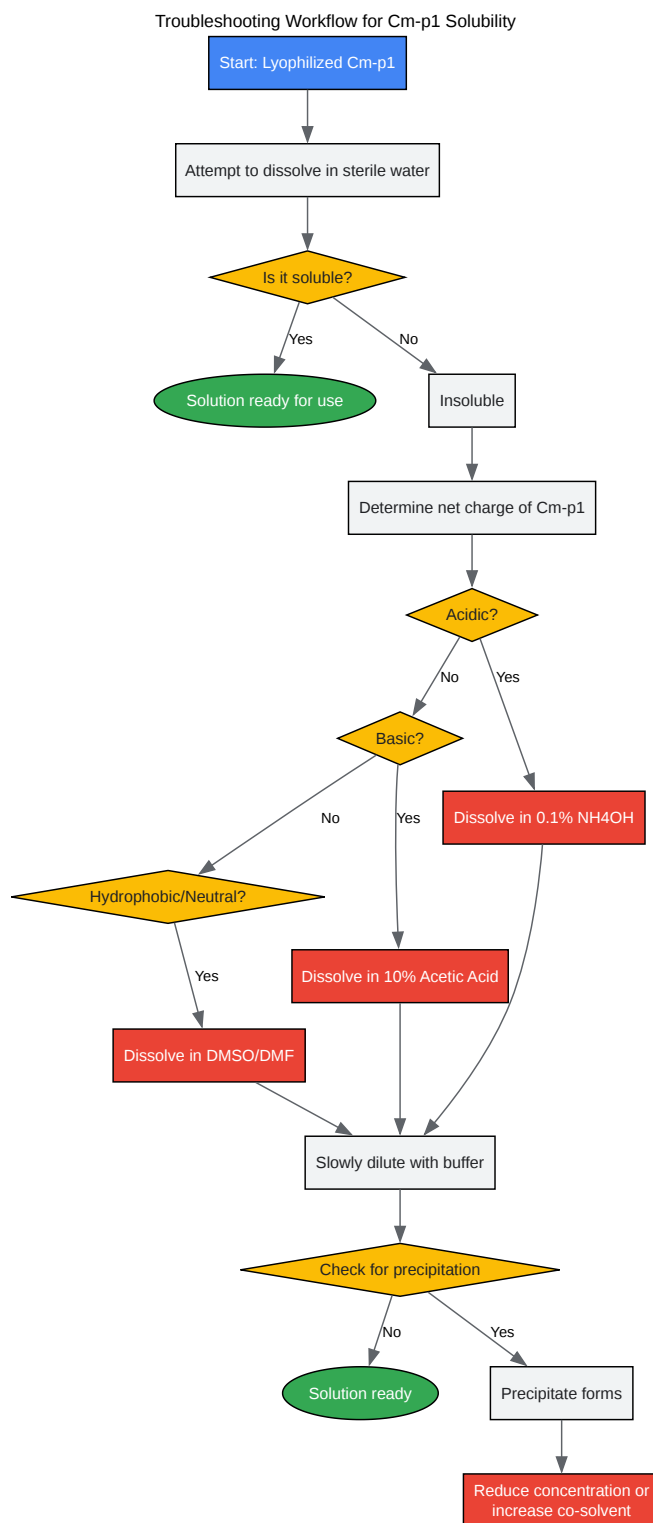 Troubleshooting Workflow for Cm-p1 Solubility
Start: Lyophilized Cm-p1
Attempt to dissolve in sterile water
Is it soluble?
Yes
No
Solution ready for use
Insoluble
Determine net charge of Cm-p1
Acidic?
No
Yes
Basic?
Dissolve in 0.1% NH4OH
No
Yes
Hydrophobic/Neutral?
Yes
Dissolve in 10% Acetic Acid
Dissolve in DMSO/DMF
Slowly dilute with buffer
Check for precipitation
No
Yes
Solution ready
Precipitate forms
Reduce concentration or
increase co-solvent